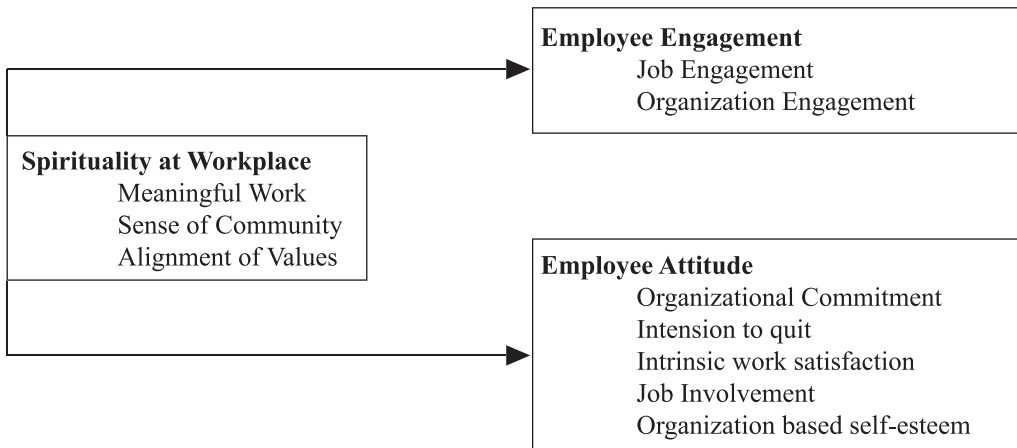 Employee Engagement
Job Engagement
Organization Engagement
Spirituality at Workplace
Meaningful Work
Sense of Community
Alignment of Values
Employee Attitude
Organizational Commitment
Intension to quit
Intrinsic work satisfaction
Job Involvement
Organization based self-esteem